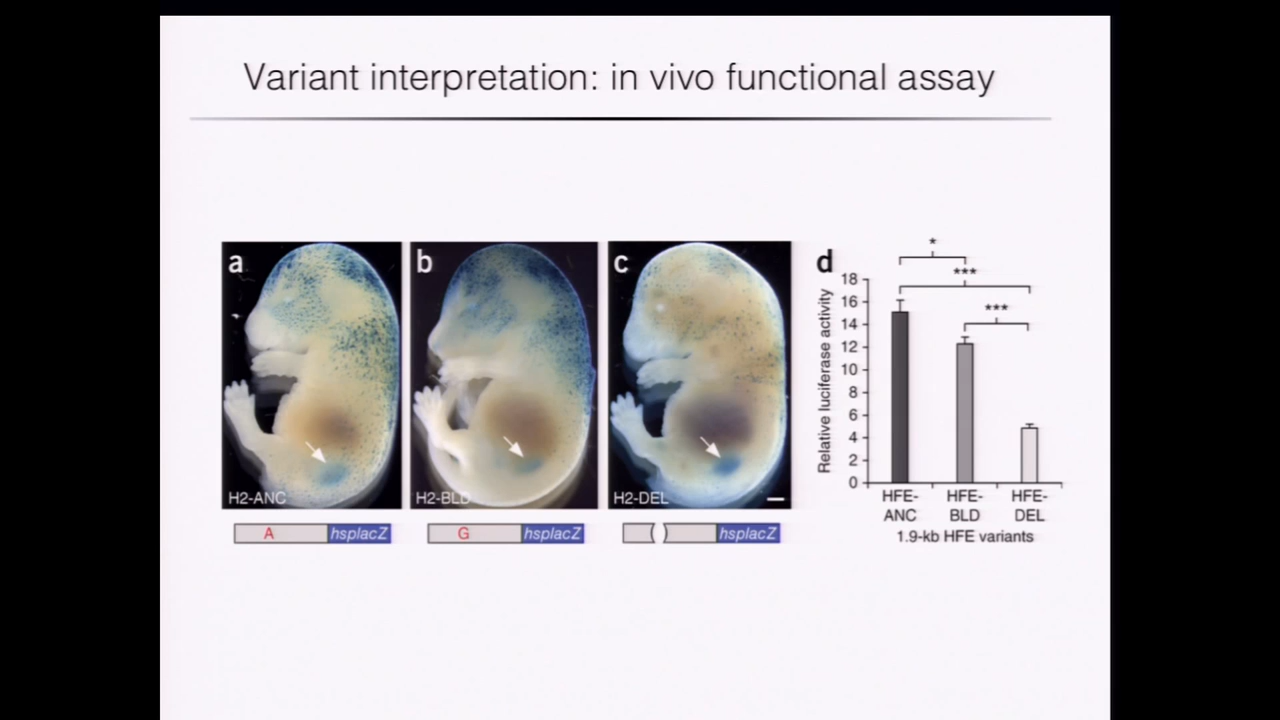 Variant interpretation: in vivo functional assay
a
H2-ANC
A hsplacZ
b
H2-BLD
G hsplacZ
c
H2-DEL
( ) hsplacZ
d
*
***
***
Relative luciferase activity
18
16
14
12
10
8
6
4
2
0
HFE-
ANC
HFE-
BLD
HFE-
DEL
1.9-kb HFE variants